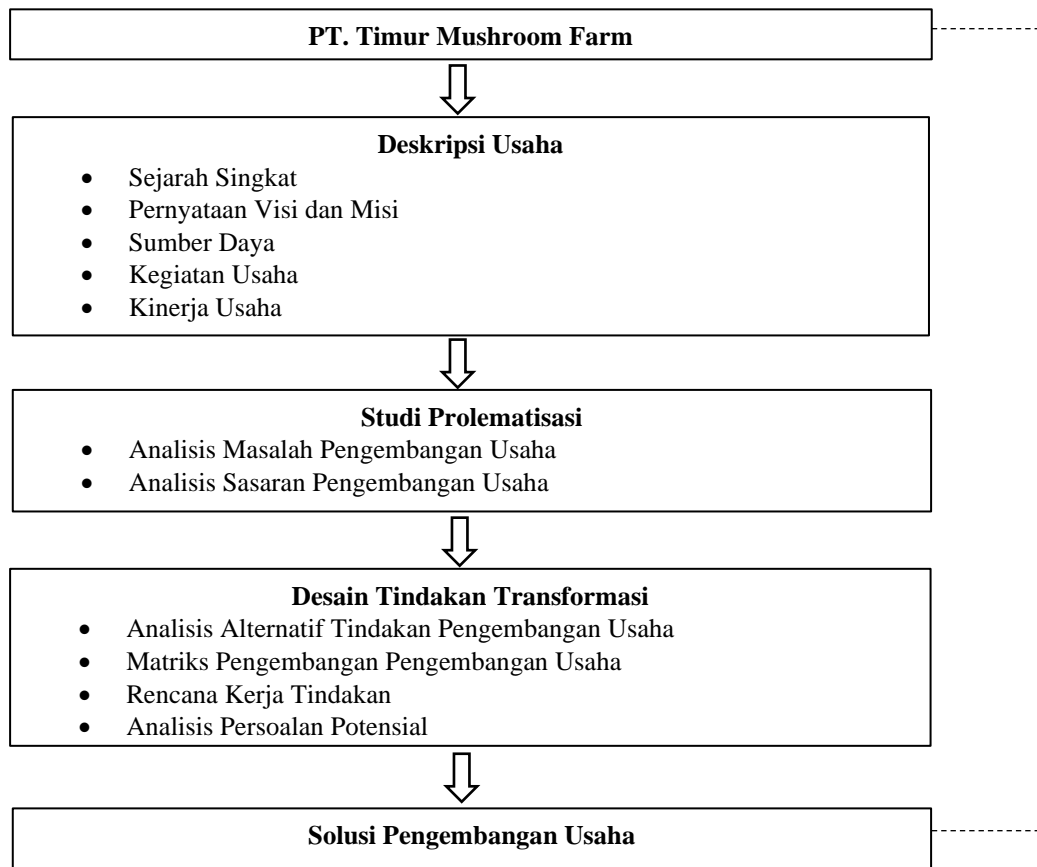 PT. Timur Mushroom Farm
Deskripsi Usaha
• Sejarah Singkat
• Pernyataan Visi dan Misi
• Sumber Daya
• Kegiatan Usaha
• Kinerja Usaha
Studi Prolematisasi
• Analisis Masalah Pengembangan Usaha
• Analisis Sasaran Pengembangan Usaha
Desain Tindakan Transformasi
• Analisis Alternatif Tindakan Pengembangan Usaha
• Matriks Pengembangan Pengembangan Usaha
• Rencana Kerja Tindakan
• Analisis Persoalan Potensial
Solusi Pengembangan Usaha